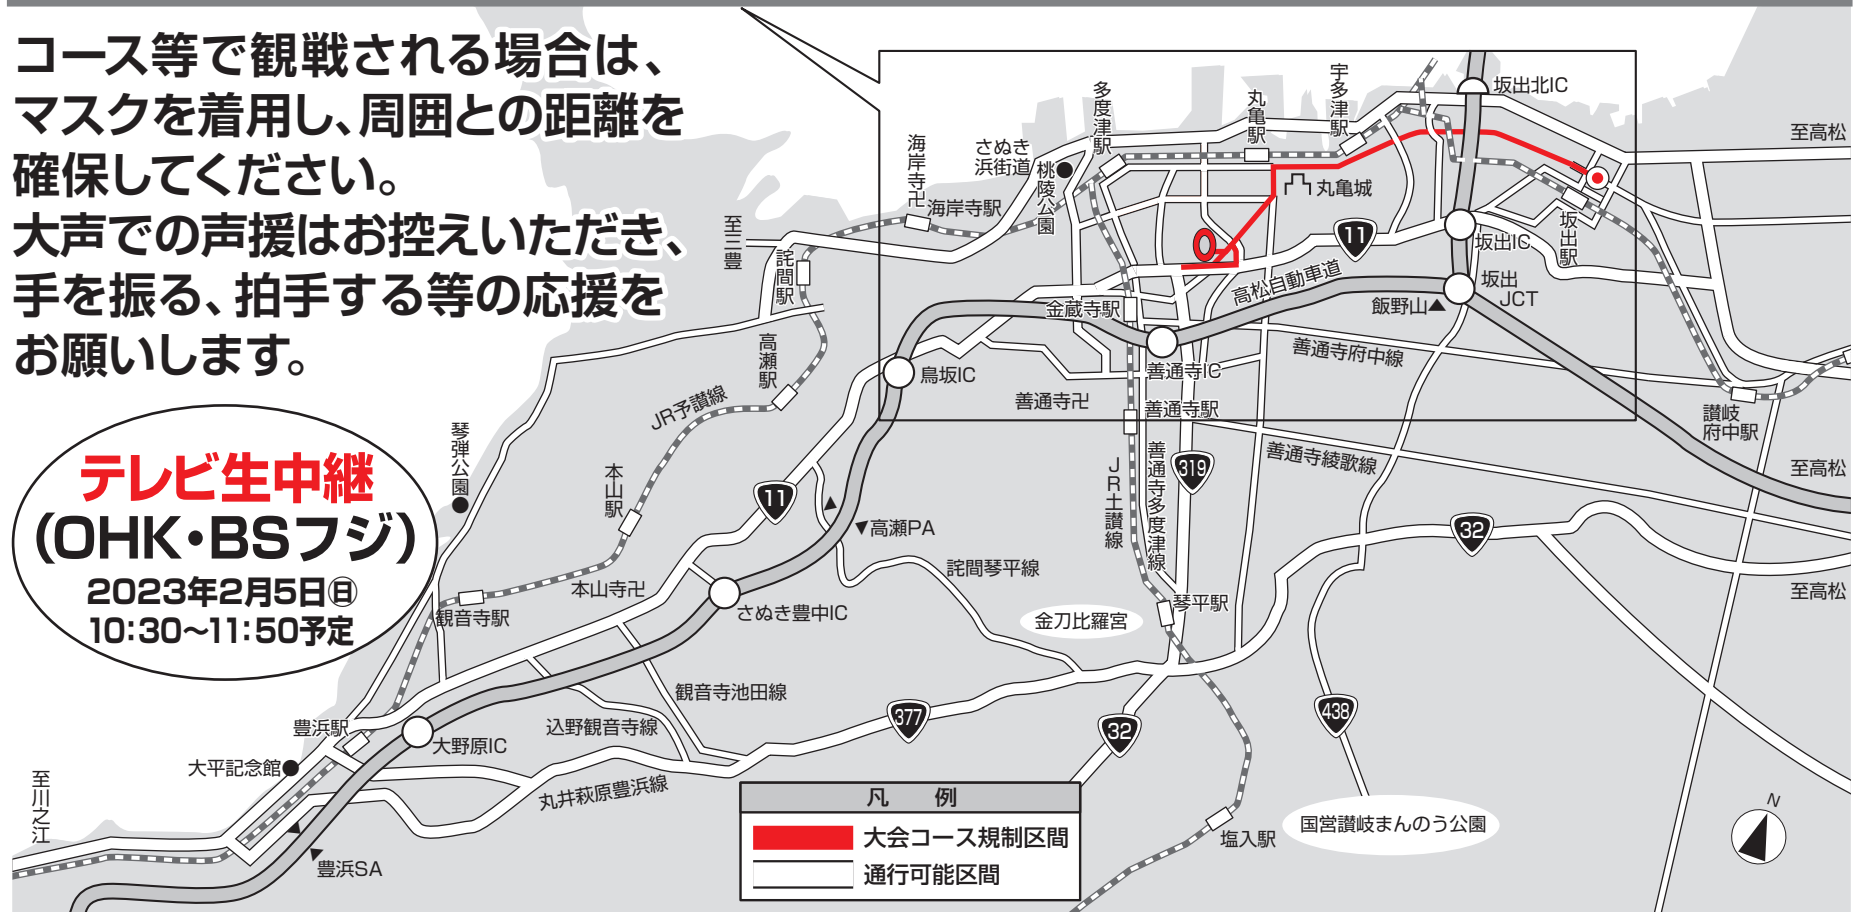 コース等で観戦される場合は、
マスクを着用し、周囲との距離を
確保してください。
大声での声援はお控えいただき、
手を振る、拍手する等の応援を
お願いします。
テレビ生中継
(OHK・BSフジ)
2023年2月5日㊐
10:30〜11:50予定
坂出北IC
至高松
宇多津駅
丸亀駅
多度津駅
さぬき
浜街道
桃陵公園
海岸寺卍
海岸寺駅
丸亀城
至三豊
詫間駅
11
坂出IC
坂出駅
坂出
JCT
高松自動車道
飯野山
金蔵寺駅
善通寺府中線
善通寺IC
鳥坂IC
高瀬駅
JR予讃線
善通寺卍
善通寺駅
讃岐
府中駅
琴弾公園
本山駅
11
JR土讃線
善通寺多度津線
319
善通寺綾歌線
至高松
高瀬PA
32
詫間琴平線
至高松
本山寺卍
さぬき豊中IC
観音寺駅
金刀比羅宮
琴平駅
観音寺池田線
込野観音寺線
377
32
438
豊浜駅
大野原IC
大平記念館
丸井萩原豊浜線
至川之江
豊浜SA
塩入駅
国営讃岐まんのう公園
N
凡 例
大会コース規制区間
通行可能区間